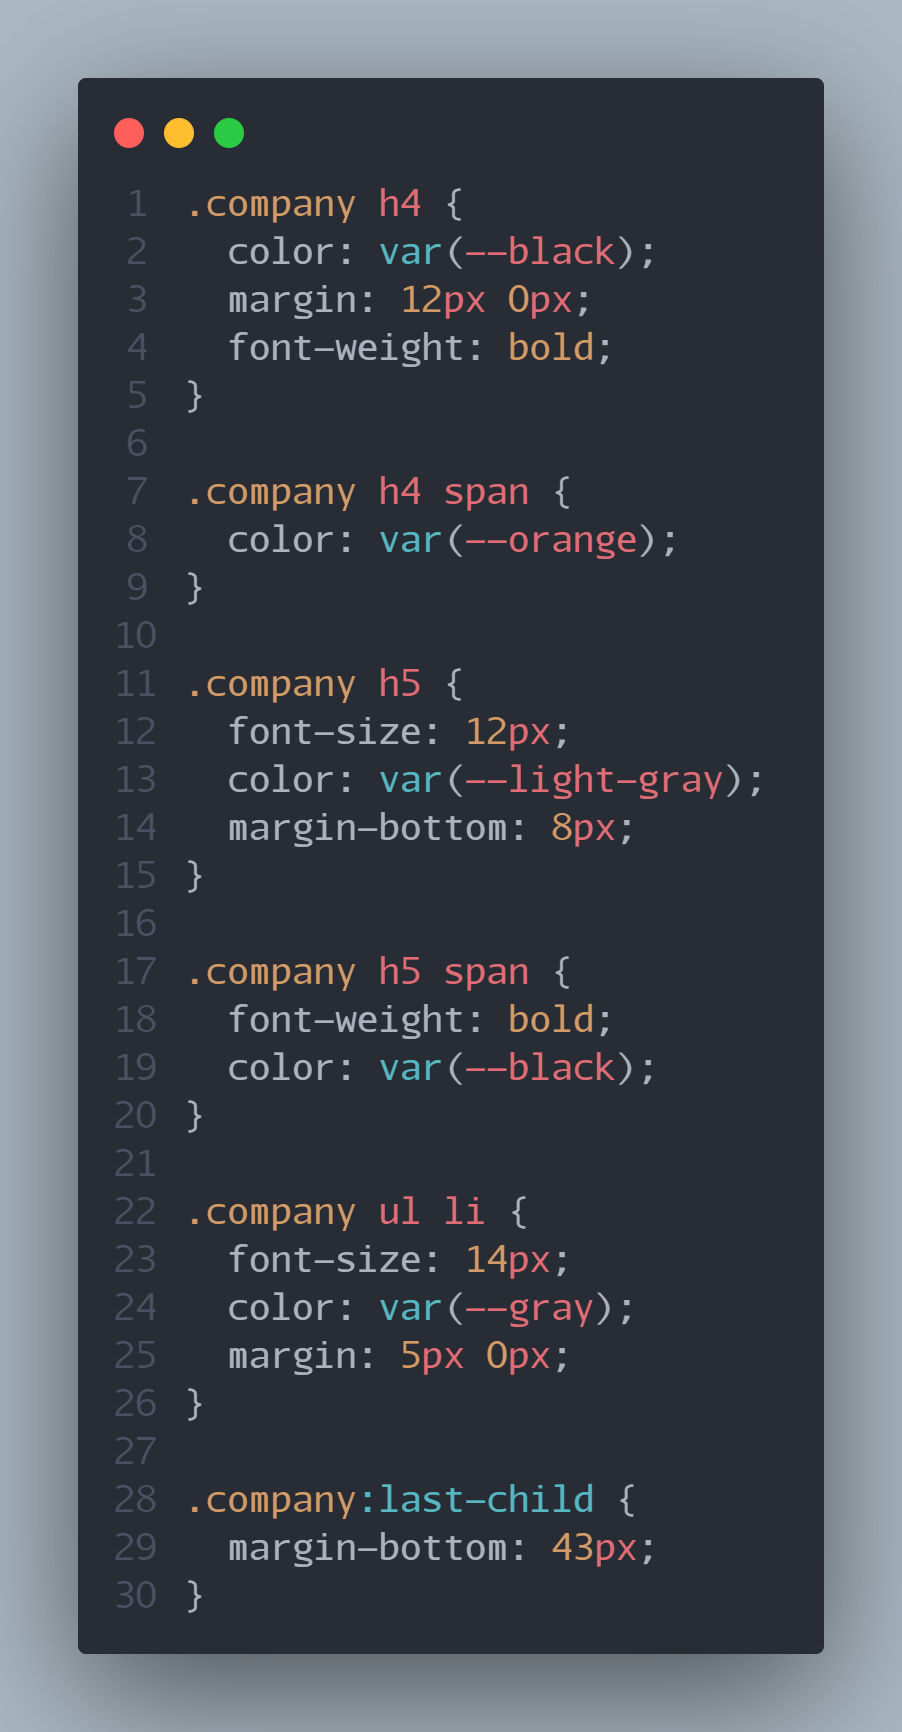 1 .company h4 {
2   color: var(--black);
3   margin: 12px 0px;
4   font-weight: bold;
5 }
6
7 .company h4 span {
8   color: var(--orange);
9 }
10
11 .company h5 {
12   font-size: 12px;
13   color: var(--light-gray);
14   margin-bottom: 8px;
15 }
16
17 .company h5 span {
18   font-weight: bold;
19   color: var(--black);
20 }
21
22 .company ul li {
23   font-size: 14px;
24   color: var(--gray);
25   margin: 5px 0px;
26 }
27
28 .company:last-child {
29   margin-bottom: 43px;
30 }